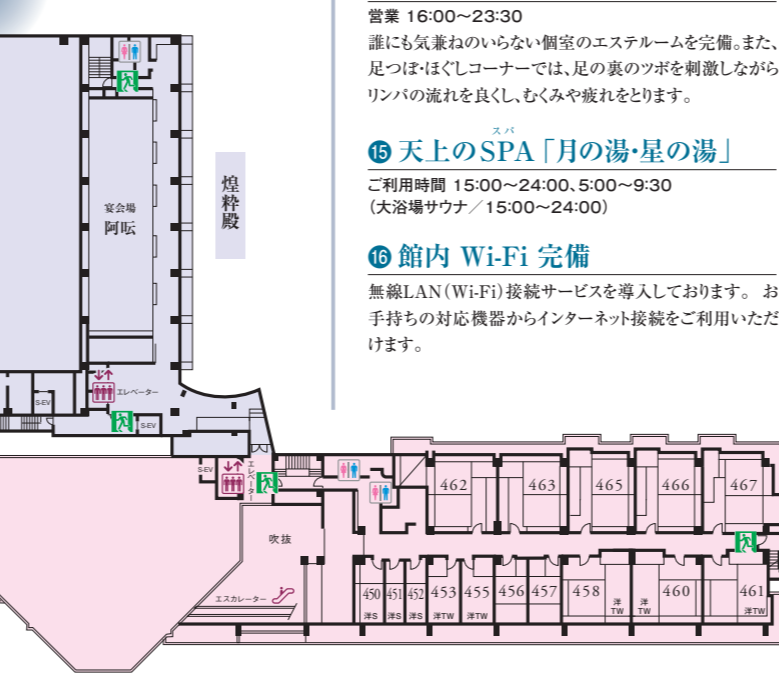 営業 16:00〜23:30
誰にも気兼ねのいらない個室のエステルームを完備。また、
足つぼ・ほぐしコーナーでは、足の裏のツボを刺激しながら
リンパの流れを良くし、むくみや疲れをとります。
スパ
⑮ 天上のSPA「月の湯・星の湯」
ご利用時間 15:00〜24:00、5:00〜9:30
(大浴場サウナ/15:00〜24:00)
⑯ 館内 Wi-Fi 完備
無線LAN(Wi-Fi)接続サービスを導入しております。 お
手持ちの対応機器からインターネット接続をご利用いただ
けます。
煌粋殿
宴会場
阿吽
エレベーター
S-EV
S-EV
S-EV
エレベーター
吹抜
エスカレーター
462
463
465
466
467
450
洋S
451
洋S
452
洋S
453
洋TW
455
洋TW
456
457
458
洋
TW
460
洋
TW
461
洋TW